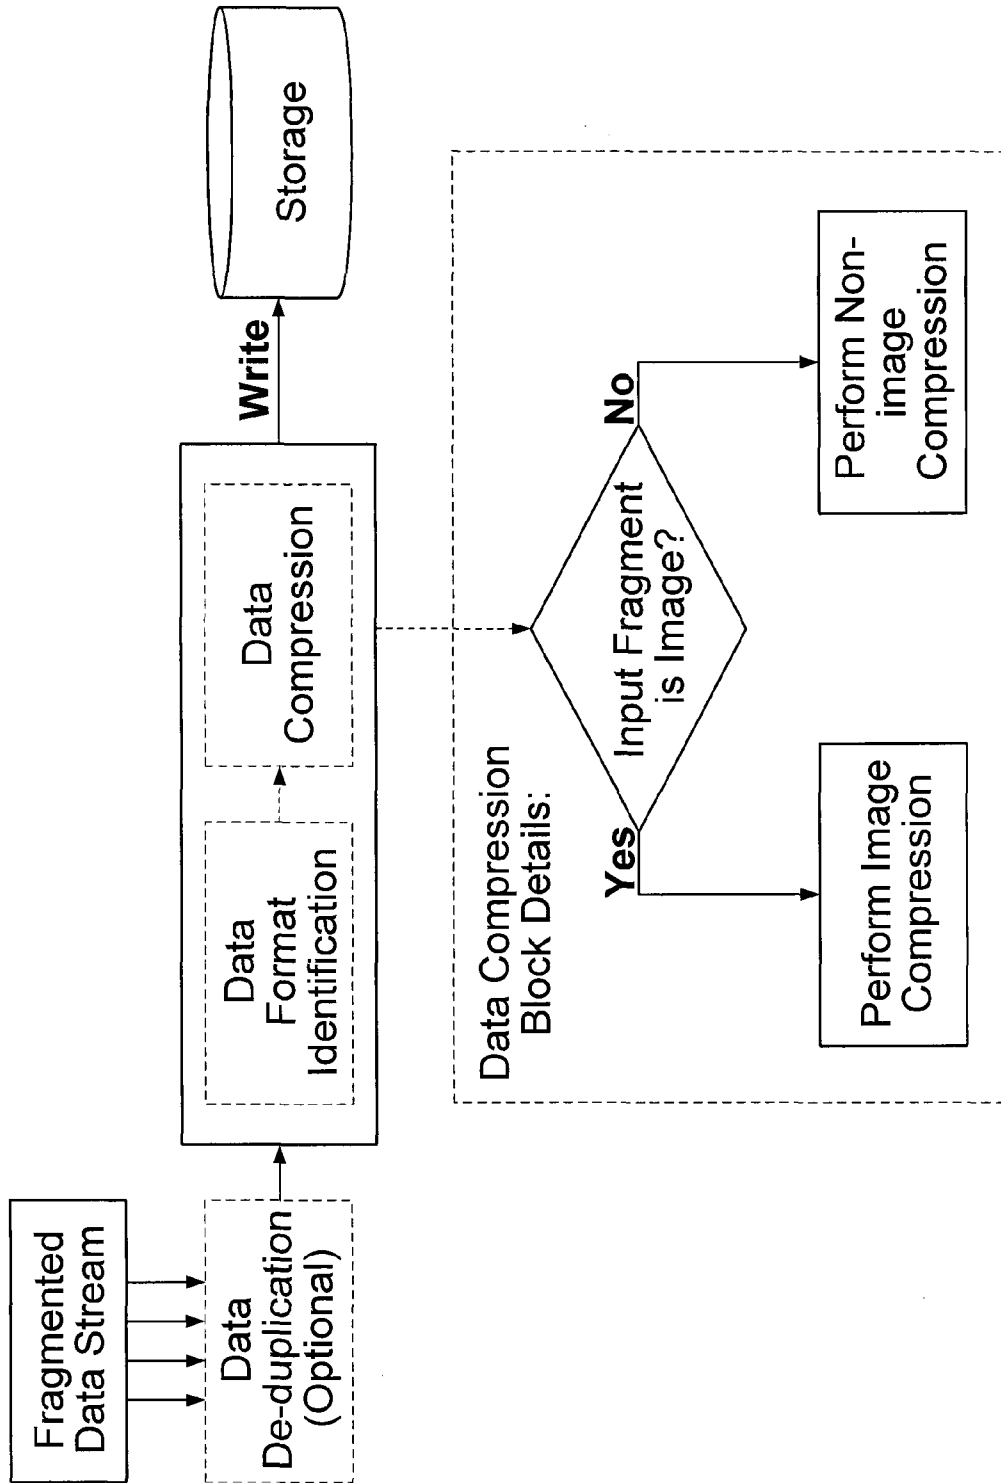 Fragmented
Data Stream
Data
De-duplication
(Optional)
Data
Format
Identification
Data
Compression
Write
Storage
Data Compression
Block Details:
Input Fragment
is Image?
Yes
No
Perform Image
Compression
Perform Non-
image
Compression